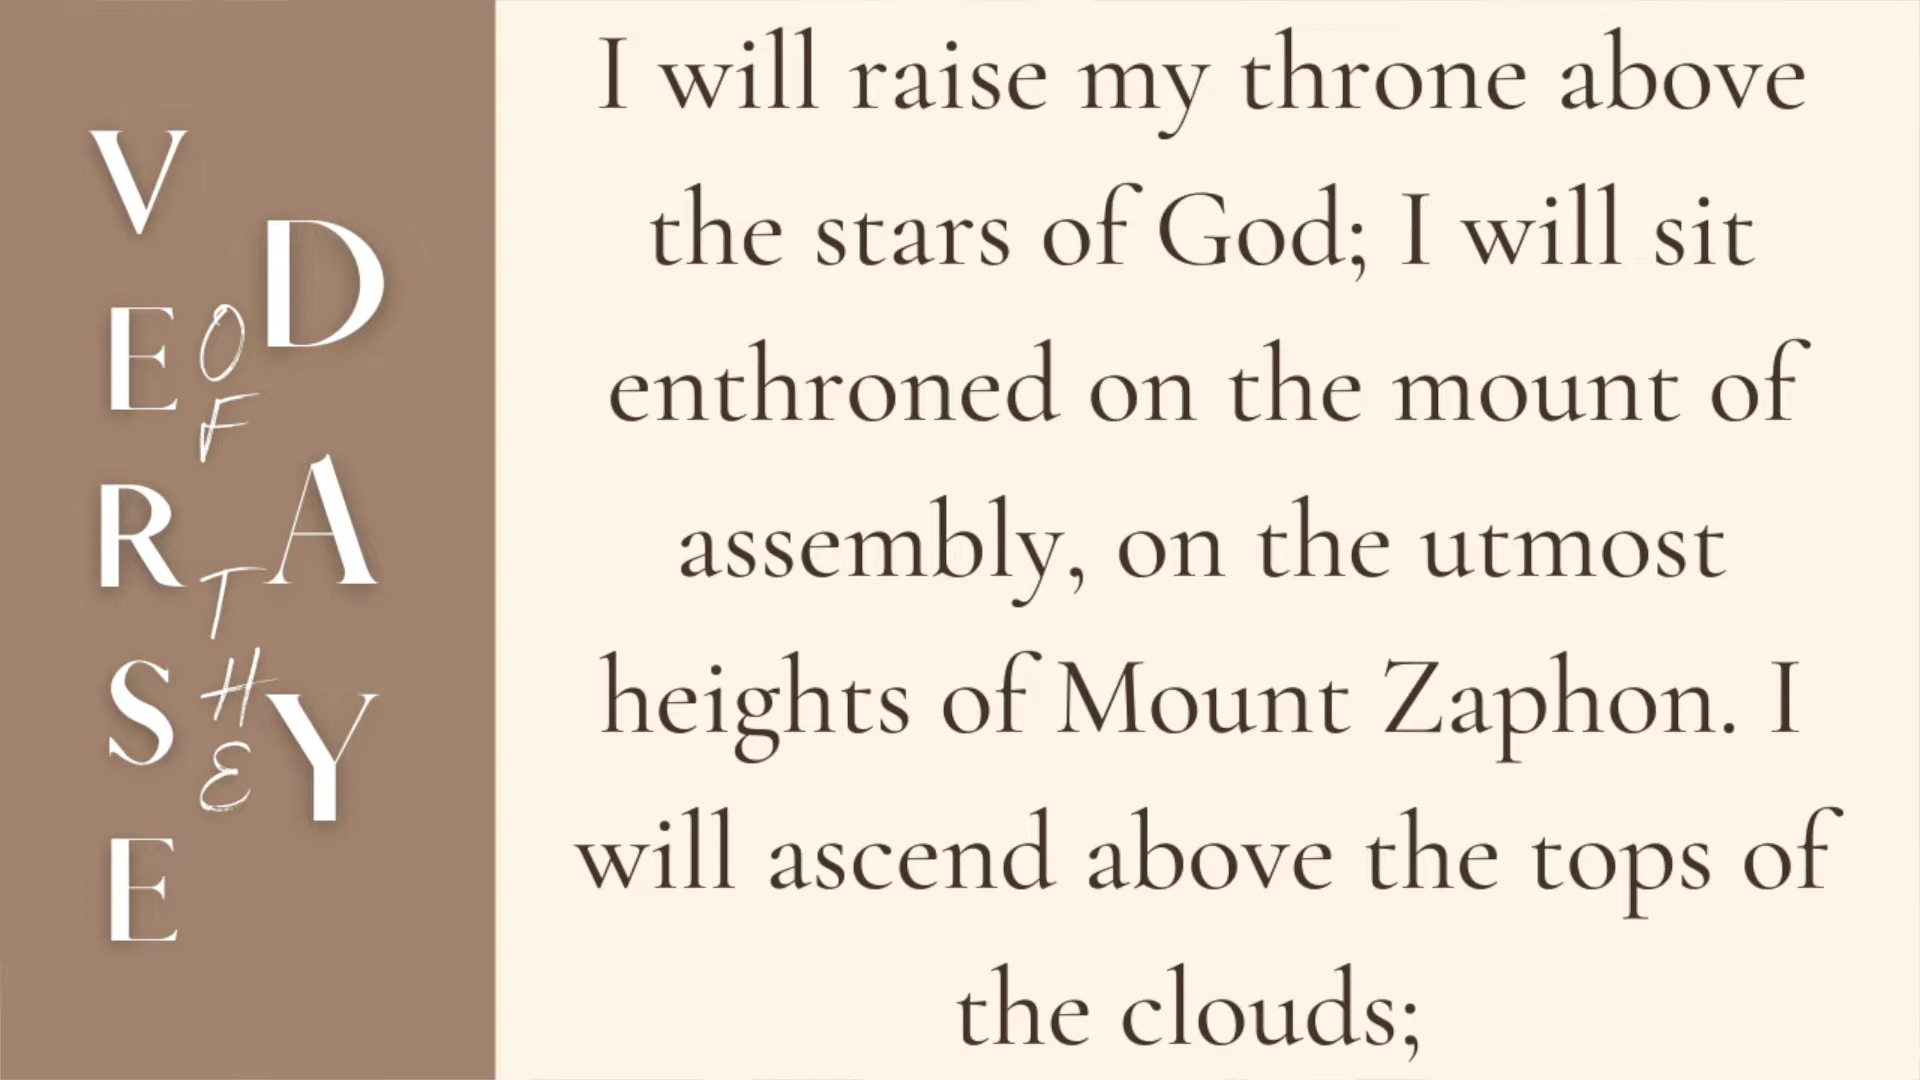 VERSE
OF THE
DAY
I will raise my throne above
the stars of God; I will sit
enthroned on the mount of
assembly, on the utmost
heights of Mount Zaphon. I
will ascend above the tops of
the clouds;